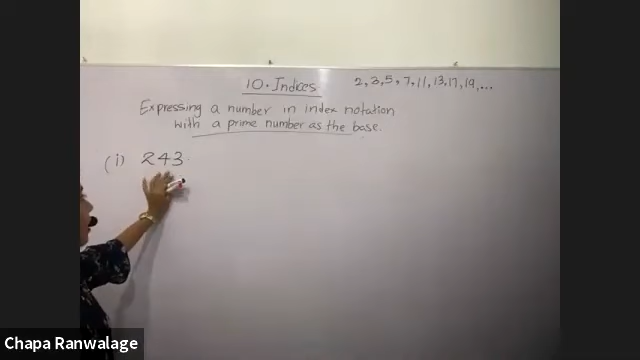 10. Indices
2, 3, 5, 7, 11, 13, 17, 19, ...
Expressing a number in index notation
with a prime number as the base.
(i) 243
Chapa Ranwalage